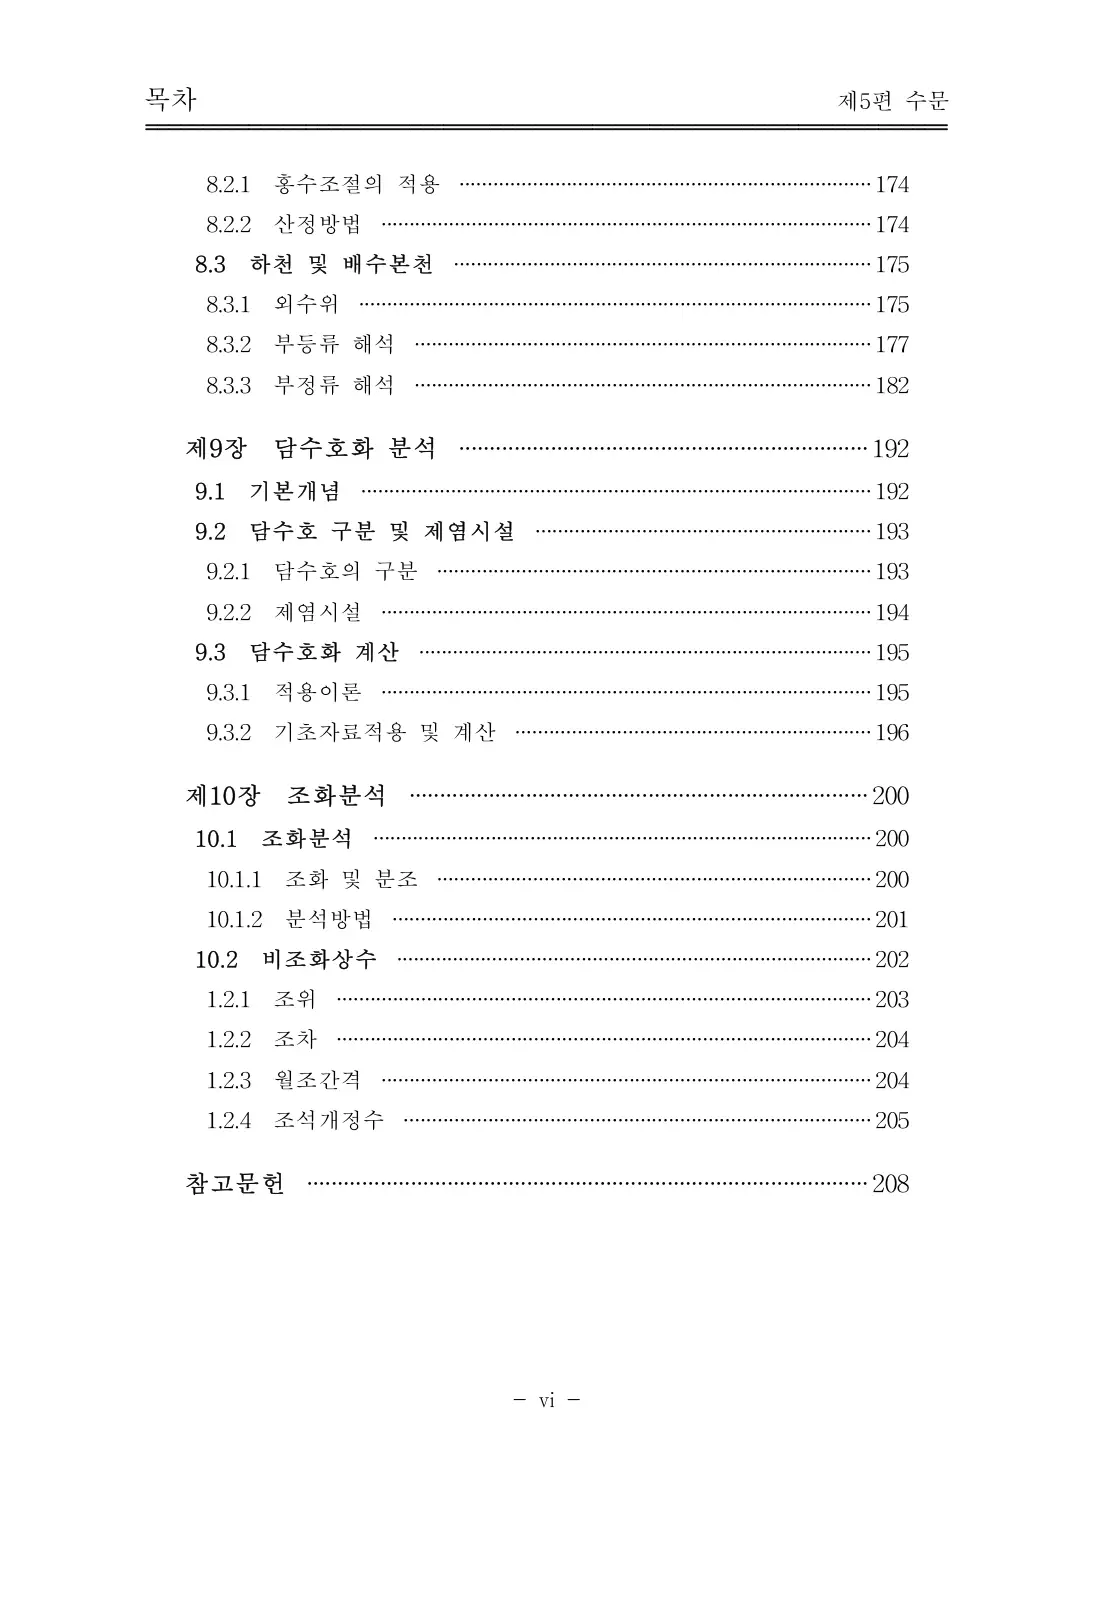 목차 제5편 수문
8.2.1 홍수조절의 적용 ································ 174
8.2.2 산정방법 ································ 174
8.3 하천 및 배수본천 ································ 175
8.3.1 외수위 ································ 175
8.3.2 부등류 해석 ································ 177
8.3.3 부정류 해석 ································ 182
제9장 담수호화 분석 ································ 192
9.1 기본개념 ································ 192
9.2 담수호 구분 및 제염시설 ································ 193
9.2.1 담수호의 구분 ································ 193
9.2.2 제염시설 ································ 194
9.3 담수호화 계산 ································ 195
9.3.1 적용이론 ································ 195
9.3.2 기초자료적용 및 계산 ································ 196
제10장 조화분석 ································ 200
10.1 조화분석 ································ 200
10.1.1 조화 및 분조 ································ 200
10.1.2 분석방법 ································ 201
10.2 비조화상수 ································ 202
1.2.1 조위 ································ 203
1.2.2 조차 ································ 204
1.2.3 월조간격 ································ 204
1.2.4 조석개정수 ································ 205
참고문헌 ································ 208
- vi -